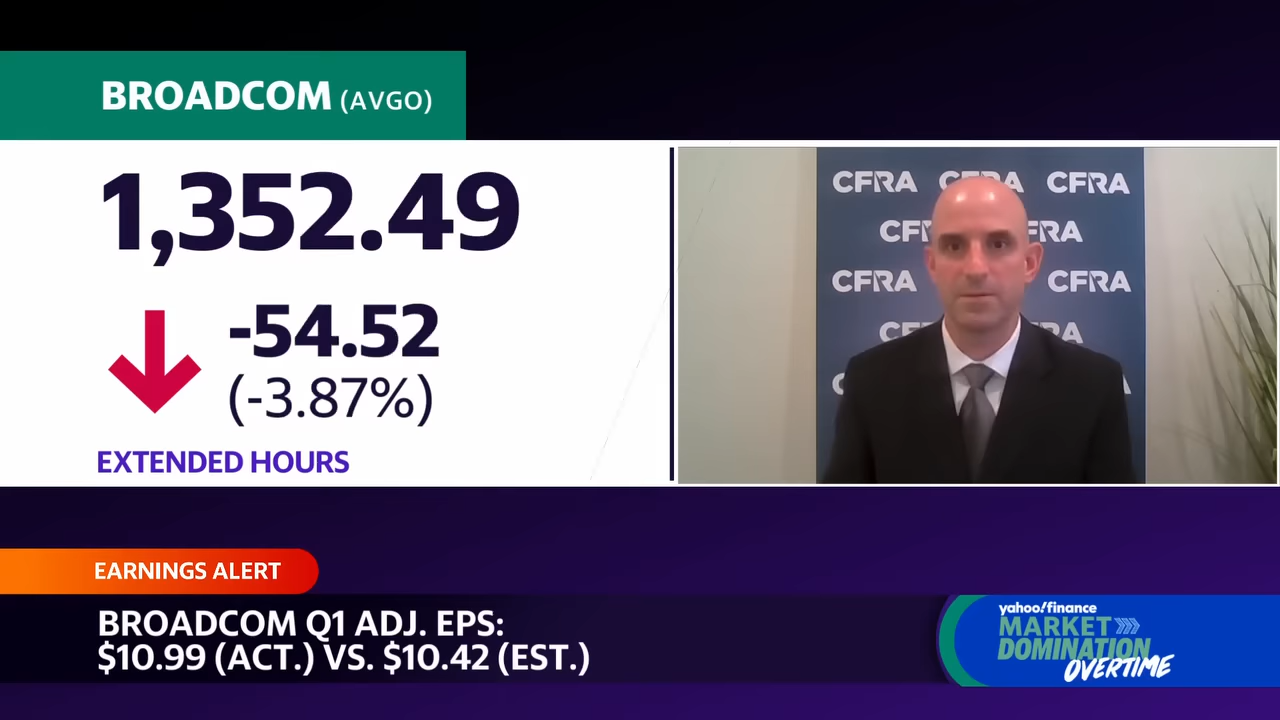 BROADCOM (AVGO)
1,352.49
-54.52
(-3.87%)
EXTENDED HOURS
CFRA CFRA CFRA
CFRA CFRA
CFRA CFRA
EARNINGS ALERT
BROADCOM Q1 ADJ. EPS:
$10.99 (ACT.) VS. $10.42 (EST.)
yahoo!finance
MARKET
DOMINATION
OVERTIME